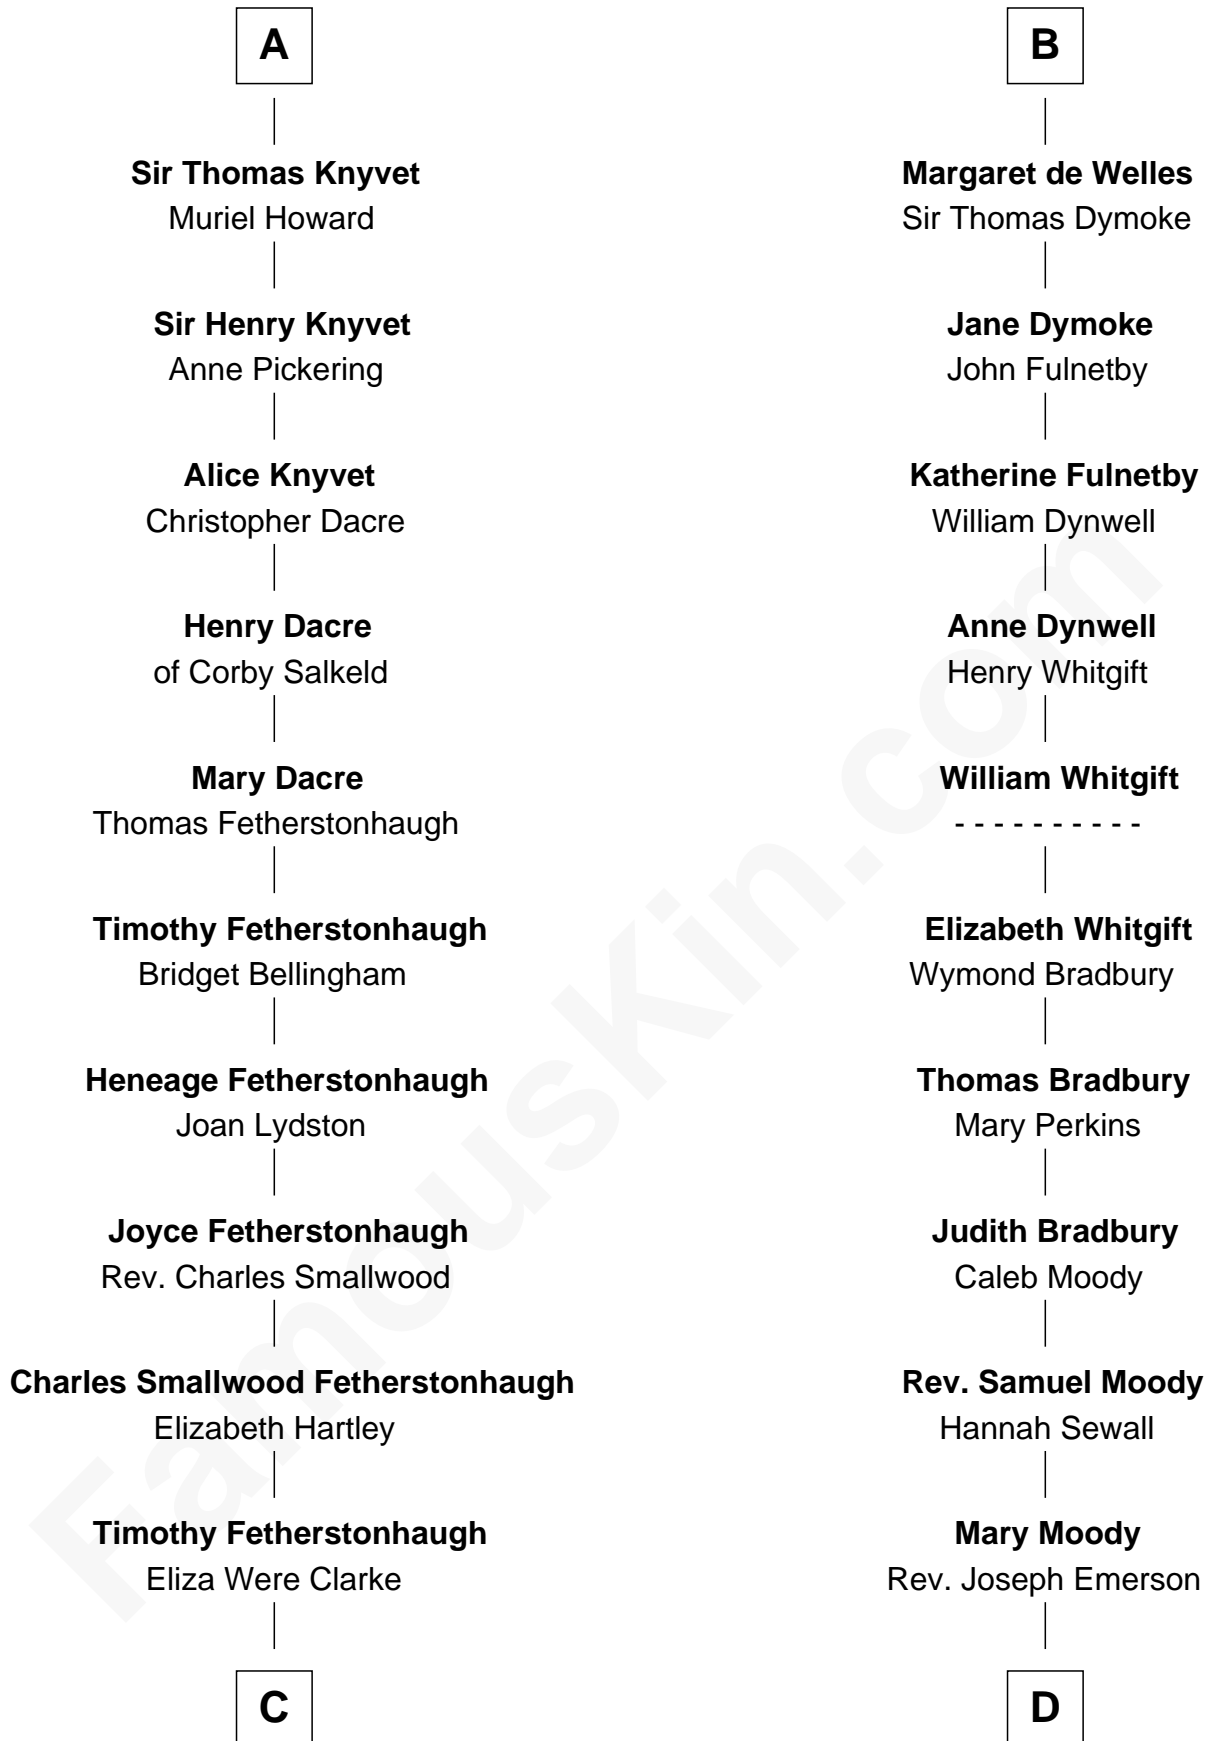 A
Sir Thomas Knyvet
Muriel Howard
Sir Henry Knyvet
Anne Pickering
Alice Knyvet
Christopher Dacre
Henry Dacre
of Corby Salkeld
Mary Dacre
Thomas Fetherstonhaugh
Timothy Fetherstonhaugh
Bridget Bellingham
Heneage Fetherstonhaugh
Joan Lydston
Joyce Fetherstonhaugh
Rev. Charles Smallwood
Charles Smallwood Fetherstonhaugh
Elizabeth Hartley
Timothy Fetherstonhaugh
Eliza Were Clarke
C
B
Margaret de Welles
Sir Thomas Dymoke
Jane Dymoke
John Fulnetby
Katherine Fulnetby
William Dynwell
Anne Dynwell
Henry Whitgift
William Whitgift
- - - - - - - - - -
Elizabeth Whitgift
Wymond Bradbury
Thomas Bradbury
Mary Perkins
Judith Bradbury
Caleb Moody
Rev. Samuel Moody
Hannah Sewall
Mary Moody
Rev. Joseph Emerson
D
FamousKin.com